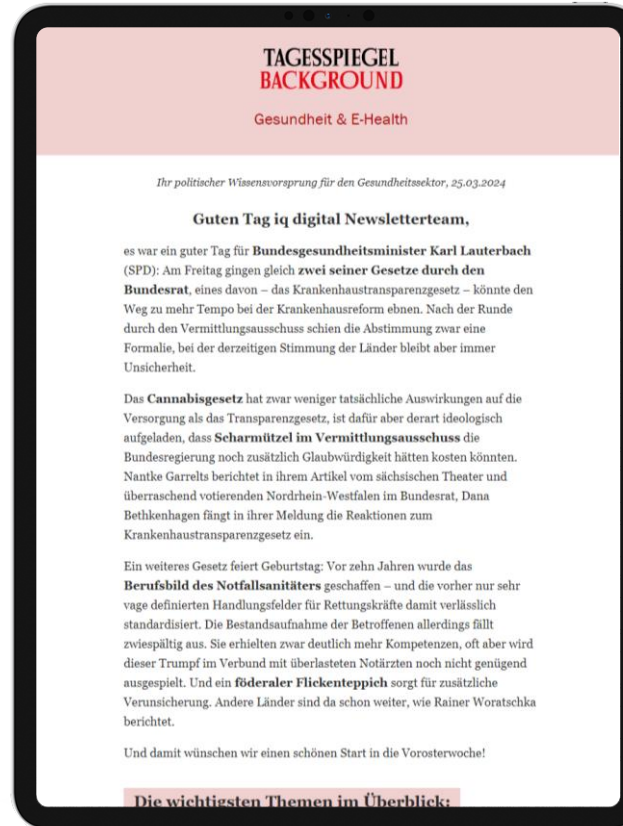 TAGESSPIEGEL
BACKGROUND
Gesundheit & E-Health
Ihr politischer Wissensvorsprung für den Gesundheitssektor, 25.03.2024
Guten Tag iq digital Newsletterteam,
es war ein guter Tag für Bundesgesundheitsminister Karl Lauterbach
(SPD): Am Freitag gingen gleich zwei seiner Gesetze durch den
Bundesrat, eines davon – das Krankenhaustransparenzgesetz – könnte den
Weg zu mehr Tempo bei der Krankenhausreform ebnen. Nach der Runde
durch den Vermittlungsausschuss schien die Abstimmung zwar eine
Formalie, bei der derzeitigen Stimmung der Länder bleibt aber immer
Unsicherheit.
Das Cannabisgesetz hat zwar weniger tatsächliche Auswirkungen auf die
Versorgung als das Transparenzgesetz, ist dafür aber derart ideologisch
aufgeladen, dass Scharmützel im Vermittlungsausschuss die
Bundesregierung noch zusätzlich Glaubwürdigkeit hätten kosten könnten.
Nantke Garrelts berichtet in ihrem Artikel vom sächsischen Theater und
überraschend votierenden Nordrhein-Westfalen im Bundesrat, Dana
Bethkenhagen fängt in ihrer Meldung die Reaktionen zum
Krankenhaustransparenzgesetz ein.
Ein weiteres Gesetz feiert Geburtstag: Vor zehn Jahren wurde das
Berufsbild des Notfallsanitäters geschaffen – und die vorher nur sehr
vage definierten Handlungsfelder für Rettungskräfte damit verlässlich
standardisiert. Die Bestandsaufnahme der Betroffenen allerdings fällt
zwiespältig aus. Sie erhielten zwar deutlich mehr Kompetenzen, oft aber wird
dieser Trumpf im Verbund mit überlasteten Notärzten noch nicht genügend
ausgespielt. Und ein föderaler Flickenteppich sorgt für zusätzliche
Verunsicherung. Andere Länder sind da schon weiter, wie Rainer Woratschka
berichtet.
Und damit wünschen wir einen schönen Start in die Vorosterwoche!
Die wichtigsten Themen im Überblick: